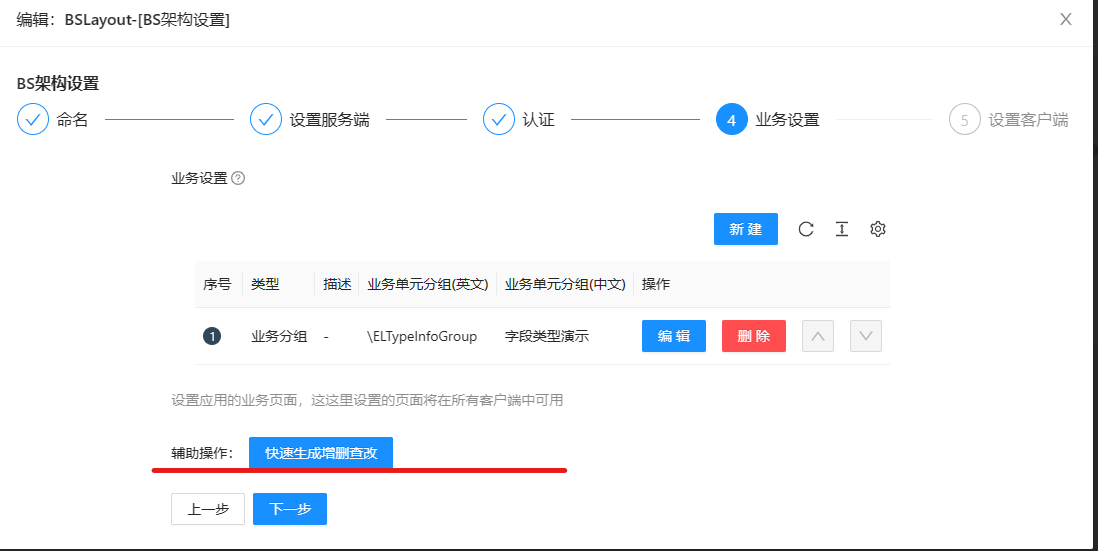 编辑：BSLayout-[BS架构设置]
BS架构设置
命名 设置服务端 认证 4 业务设置 5 设置客户端
业务设置
新建
序号 类型 描述 业务单元分组(英文) 业务单元分组(中文) 操作
1 业务分组 - \ELTypeInfoGroup 字段类型演示 编辑 删除
设置应用的业务页面，这这里设置的页面将在所有客户端中可用
辅助操作： 快速生成增删查改
上一步 下一步